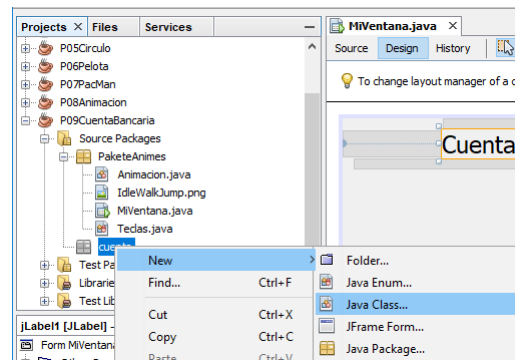 Projects × Files Services
P05Circulo
P06Pelota
P07PacMan
P08Animacion
P09CuentaBancaria
Source Packages
PaketeAnimes
Animacion.java
IdleWalkJump.png
MiVentana.java
Teclas.java
cuenta
Test Pa
Librarie
Test Lib
jLabel1 [JLabel] -
Form MiVentana
MiVentana.java ×
Source Design History
To change layout manager of a c
Cuenta
New
Find... Ctrl+F
Cut Ctrl+X
Copy Ctrl+C
Paste Ctrl+V
Folder...
Java Enum...
Java Class...
JFrame Form...
Java Package...